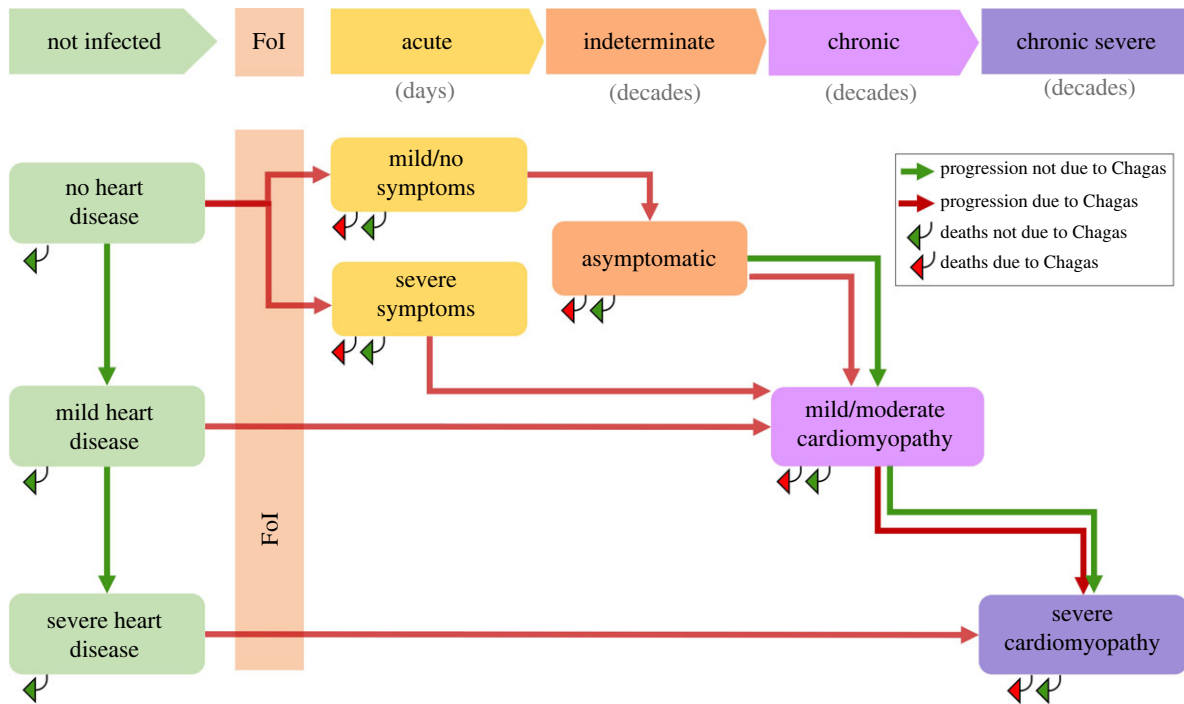 not infected
FoI
acute
indeterminate
chronic
chronic severe
(days)
(decades)
(decades)
(decades)
no heart
disease
mild/no
symptoms
severe
symptoms
asymptomatic
progression not due to Chagas
progression due to Chagas
deaths not due to Chagas
deaths due to Chagas
mild heart
disease
mild/moderate
cardiomyopathy
FoI
severe heart
disease
severe
cardiomyopathy